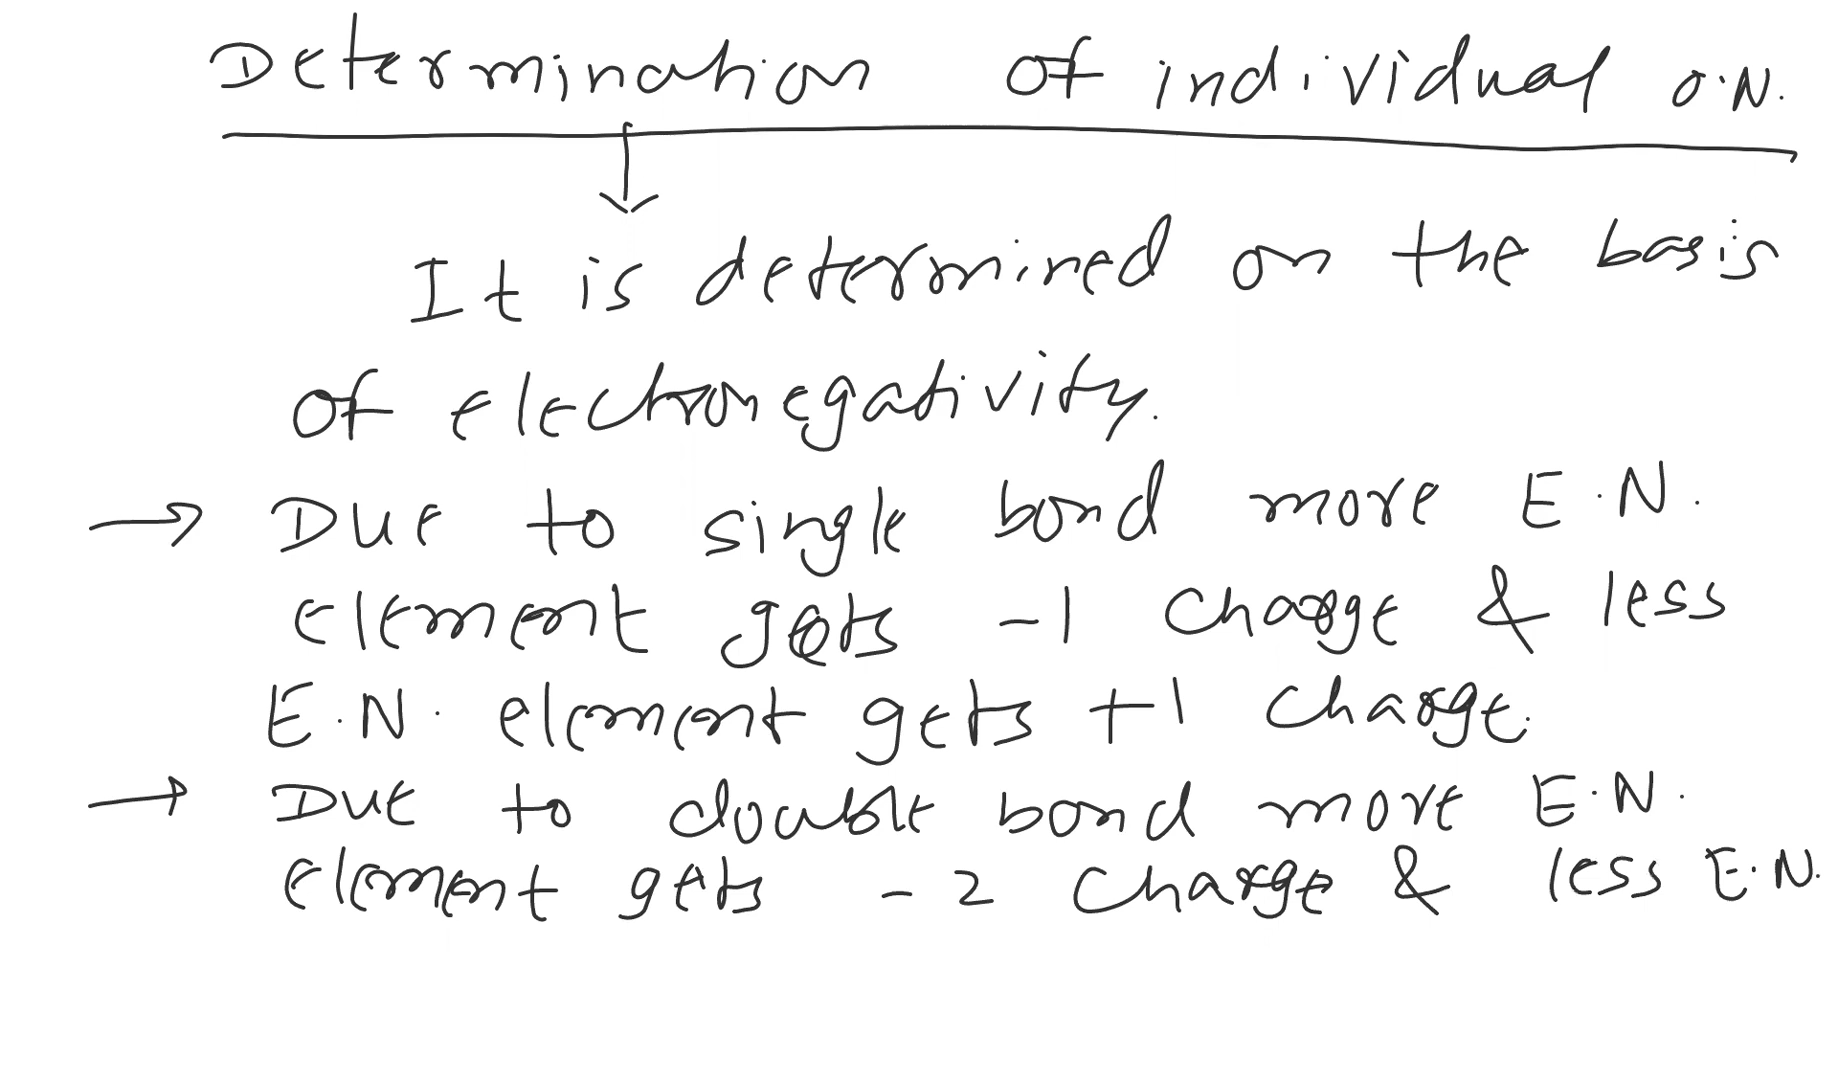 Determination of individual O.N.
It is determined on the basis
of electronegativity.
→ Due to single bond more E.N.
element gets -1 charge & less
E.N. element gets +1 charge.
→ Due to double bond more E.N.
element gets -2 charge & less E.N.